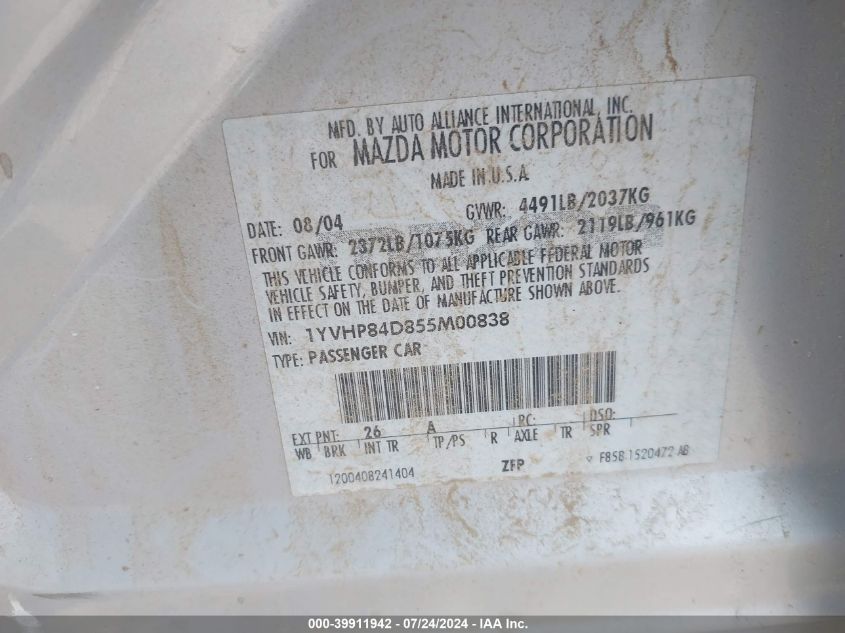 MFD. BY AUTO ALLIANCE INTERNATIONAL, INC.
FOR MAZDA MOTOR CORPORATION
MADE IN U.S.A.
DATE: 08/04 GVWR: 4491LB/2037KG
FRONT GAWR: 2372LB/1075KG REAR GAWR: 2119LB/961KG
THIS VEHICLE CONFORMS TO ALL APPLICABLE FEDERAL MOTOR
VEHICLE SAFETY, BUMPER, AND THEFT PREVENTION STANDARDS
IN EFFECT ON THE DATE OF MANUFACTURE SHOWN ABOVE.
VIN: 1YVHP84D855M00838
TYPE: PASSENGER CAR
EXT PNT: 26 A RC: DSO:
WB BRK INT TR TP/PS R AXLE TR SPR
1200408241404 ZFP F85B 1520472 AB
000-39911942 - 07/24/2024 - IAA Inc.